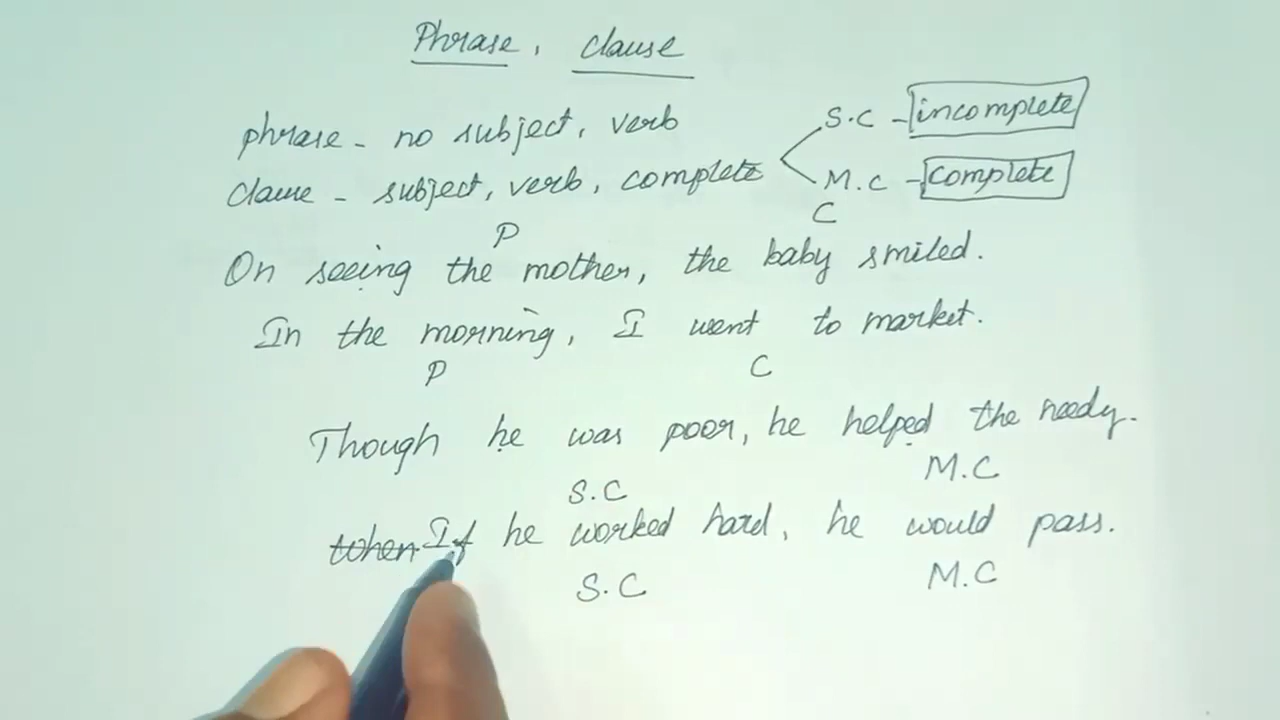 Phrase, clause
phrase - no subject, verb
S.C - incomplete
clause - subject, verb, complete
M.C - complete
P
C
On seeing the mother, the baby smiled.
In the morning, I went to market.
P
C
Though he was poor, he helped the needy.
S.C
M.C
when If he worked hard, he would pass.
S.C
M.C